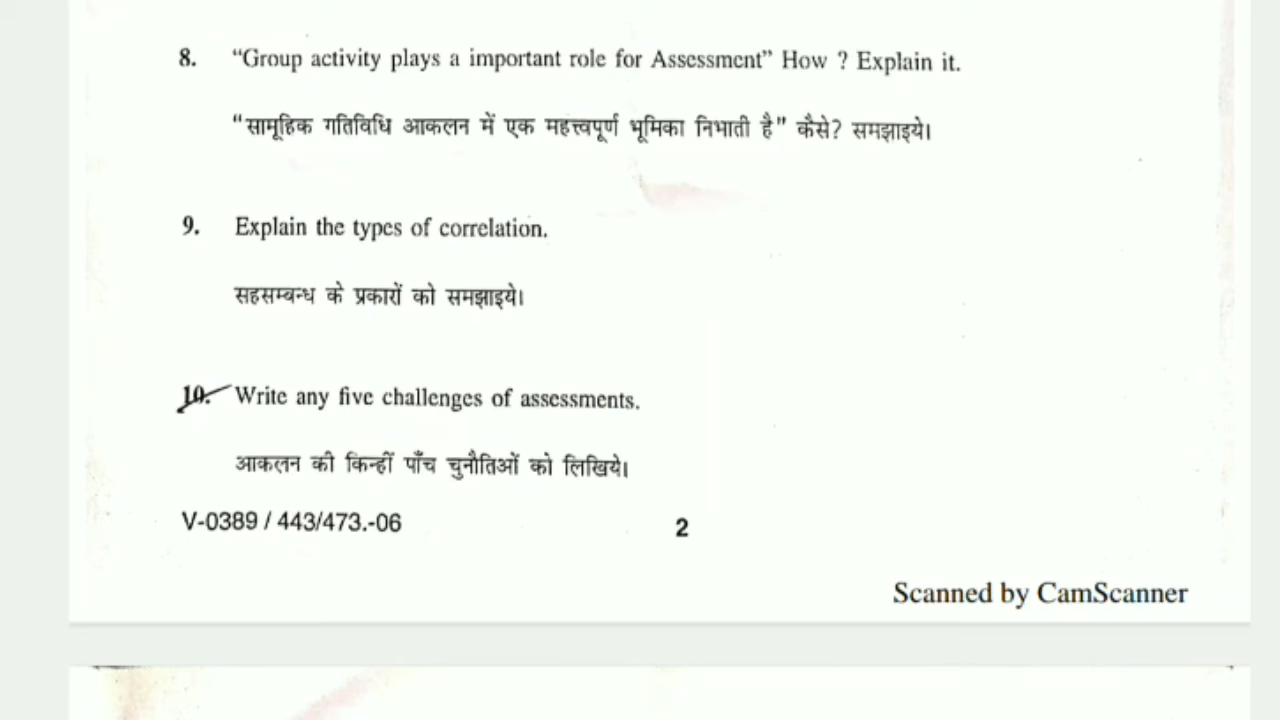 8. “Group activity plays a important role for Assessment” How ? Explain it.
“सामूहिक गतिविधि आकलन में एक महत्त्वपूर्ण भूमिका निभाती है” कैसे? समझाइये।
9. Explain the types of correlation.
सहसम्बन्ध के प्रकारों को समझाइये।
10. Write any five challenges of assessments.
आकलन की किन्हीं पाँच चुनौतिओं को लिखिये।
V-0389 / 443/473.-06 2
Scanned by CamScanner